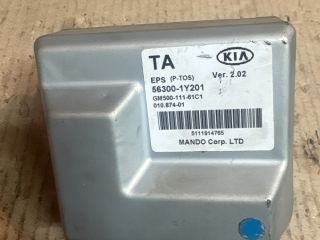 TA
KIA
EPS (P-TOS) Ver. 2.02
56300-1Y201
GM500-111-61C1
010.874-01
5111914765
MANDO Corp. LTD